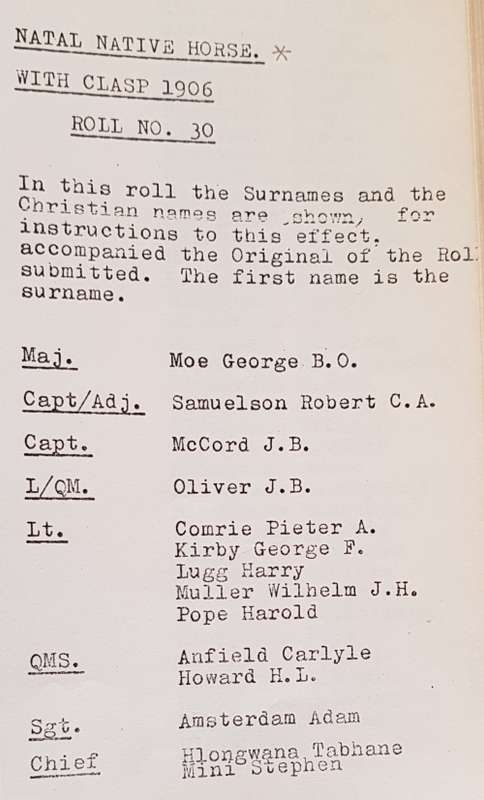 NATAL NATIVE HORSE. *
WITH CLASP 1906
ROLL NO. 30
In this roll the Surnames and the
Christian names are shown, for
instructions to this effect.
accompanied the Original of the Roll
submitted. The first name is the
surname.
Maj. Moe George B.O.
Capt/Adj. Samuelson Robert C.A.
Capt. McCord J.B.
L/QM. Oliver J.B.
Lt. Comrie Pieter A.
Kirby George F.
Lugg Harry
Muller Wilhelm J.H.
Pope Harold
QMS. Anfield Carlyle
Howard H.L.
Sgt. Amsterdam Adam
Chief Hlongwana Tabhane
Mini Stephen